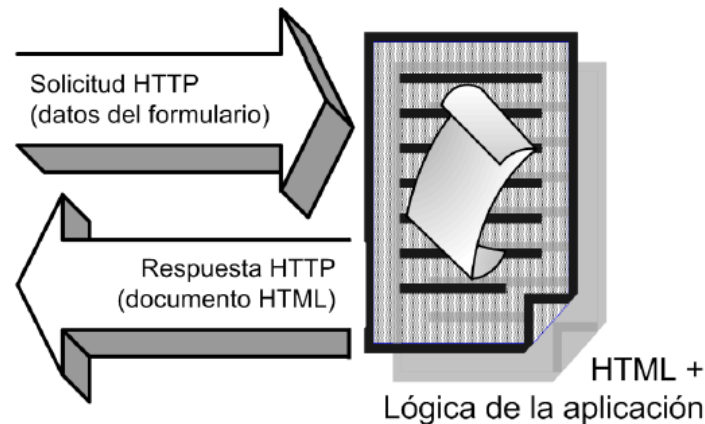 Solicitud HTTP
(datos del formulario)
Respuesta HTTP
(documento HTML)
HTML +
Lógica de la aplicación